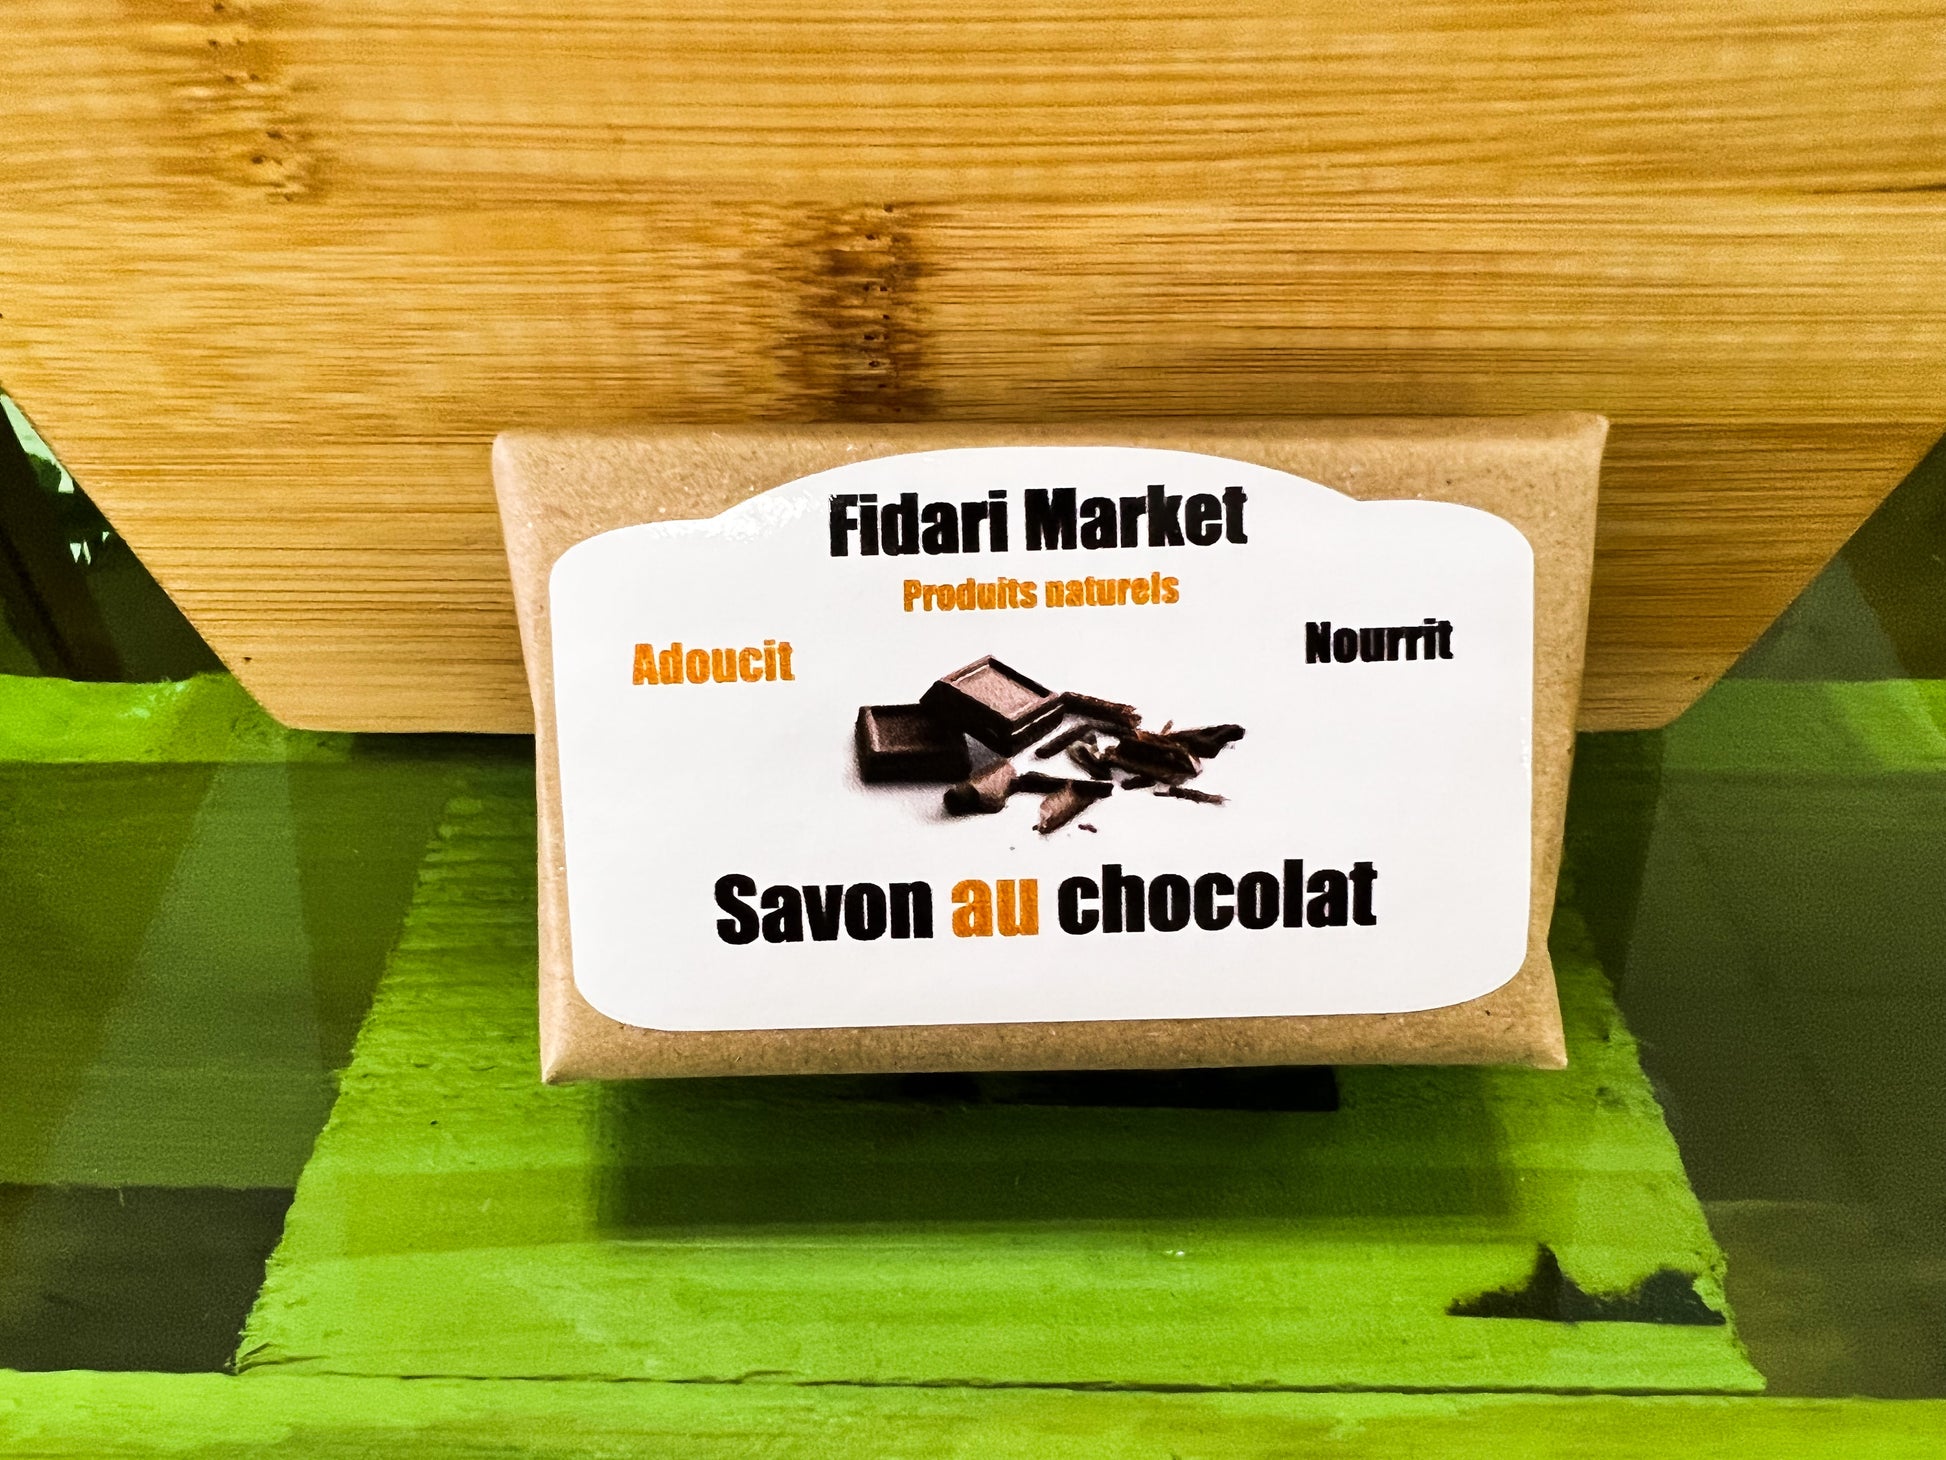 Fidari Market
Produits naturels
Adoucit
Nourrit
Savon au chocolat